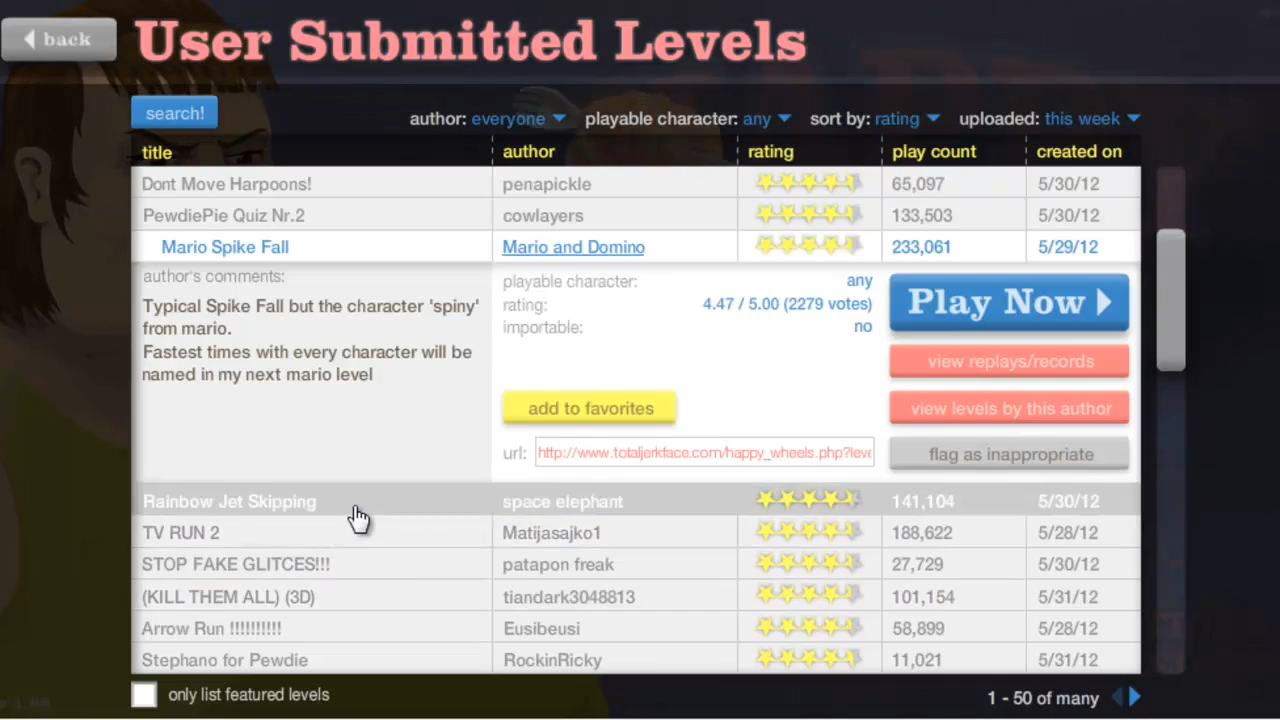 back
User Submitted Levels
search!
author: everyone playable character: any sort by: rating uploaded: this week
title author rating play count created on
Dont Move Harpoons! penapickle 65,097 5/30/12
PewdiePie Quiz Nr.2 cowlayers 133,503 5/30/12
Mario Spike Fall Mario and Domino 233,061 5/29/12
author's comments:
Typical Spike Fall but the character 'spiny'
from mario.
Fastest times with every character will be
named in my next mario level
playable character: any
rating: 4.47 / 5.00 (2279 votes)
importable: no
add to favorites
url: http://www.totaljerkface.com/happy_wheels.php?leve
Play Now
view replays/records
view levels by this author
flag as inappropriate
Rainbow Jet Skipping space elephant 141,104 5/30/12
TV RUN 2 Matijasajko1 188,622 5/28/12
STOP FAKE GLITCES!!! patapon freak 27,729 5/30/12
(KILL THEM ALL) (3D) tiandark3048813 101,154 5/31/12
Arrow Run !!!!!!!!!! Eusibeusi 58,899 5/28/12
Stephano for Pewdie RockinRicky 11,021 5/31/12
only list featured levels
1 - 50 of many